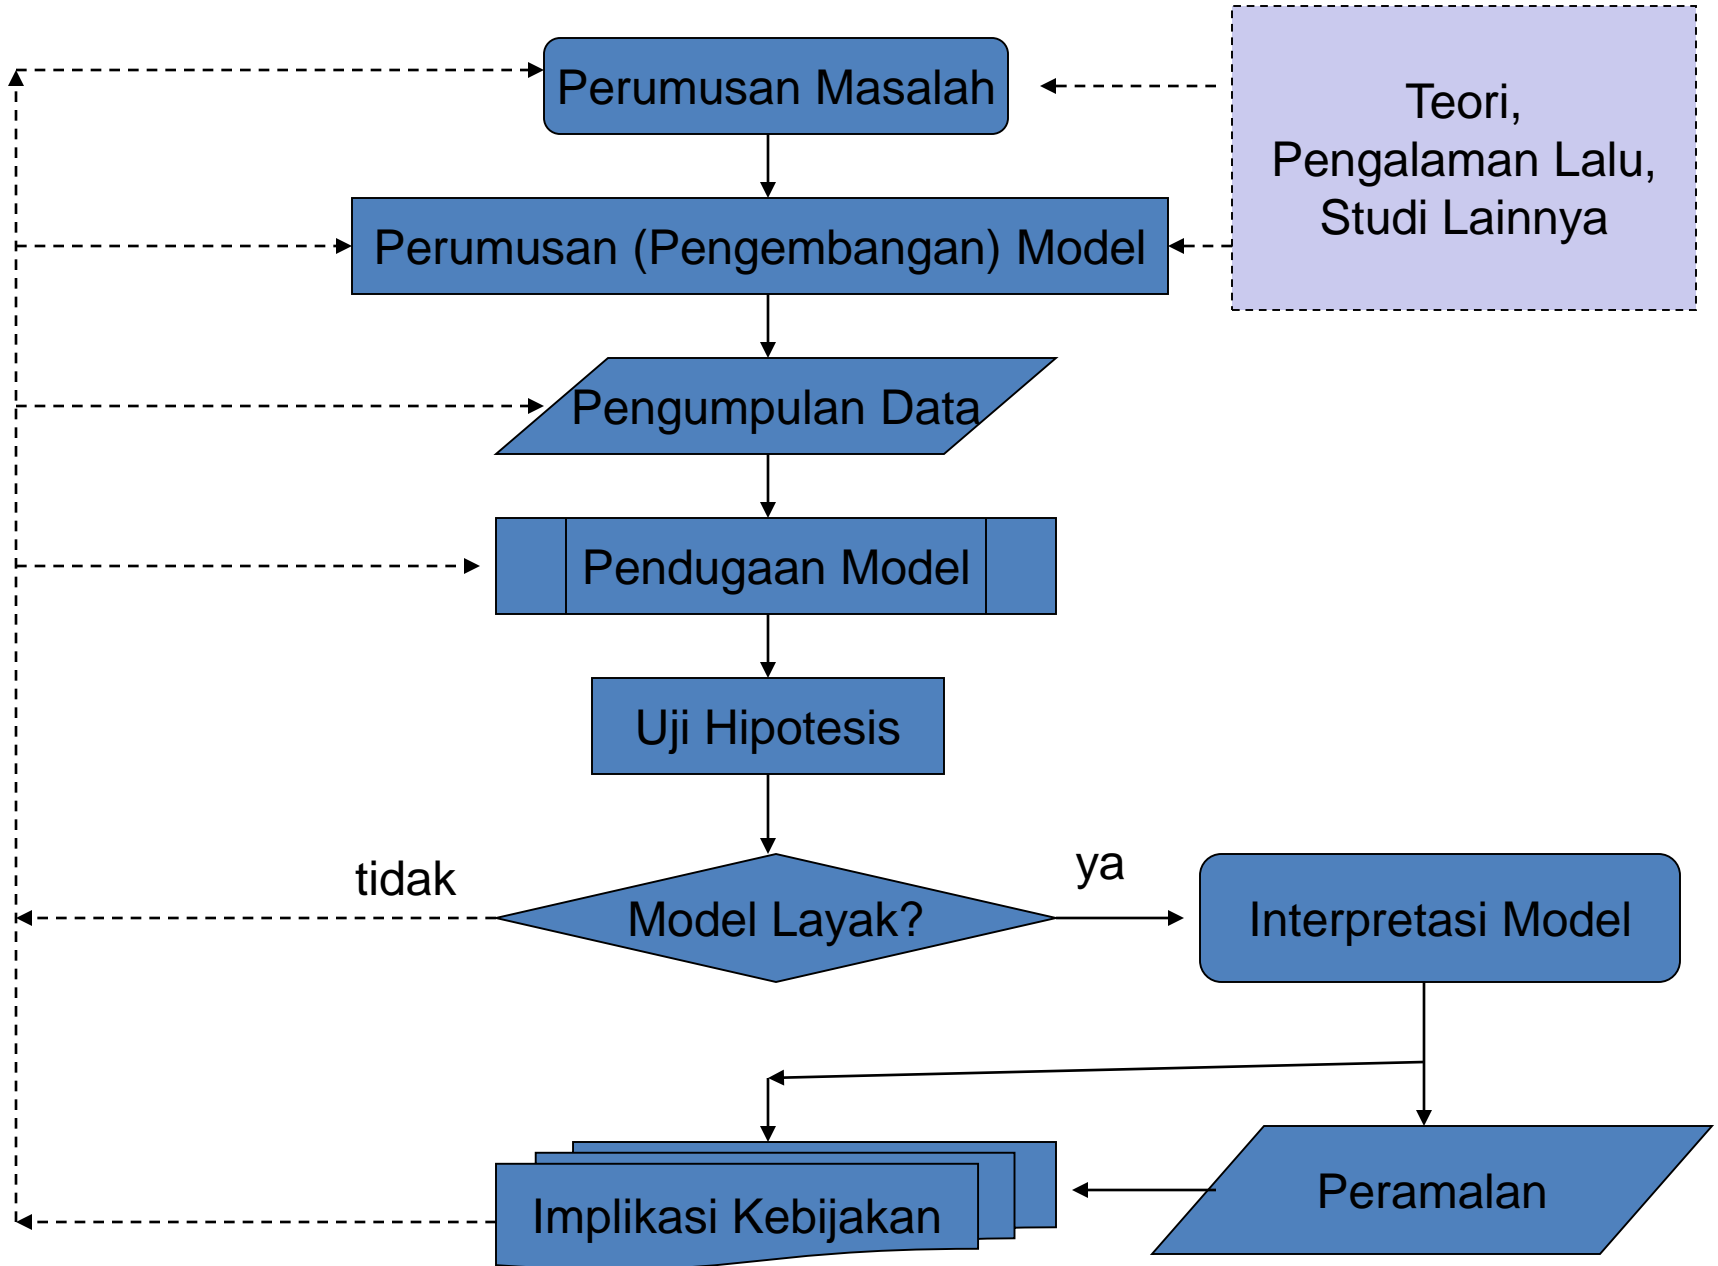 Perumusan Masalah
Teori,
Pengalaman Lalu,
Studi Lainnya
Perumusan (Pengembangan) Model
Pengumpulan Data
Pendugaan Model
Uji Hipotesis
tidak
Model Layak?
ya
Interpretasi Model
Implikasi Kebijakan
Peramalan